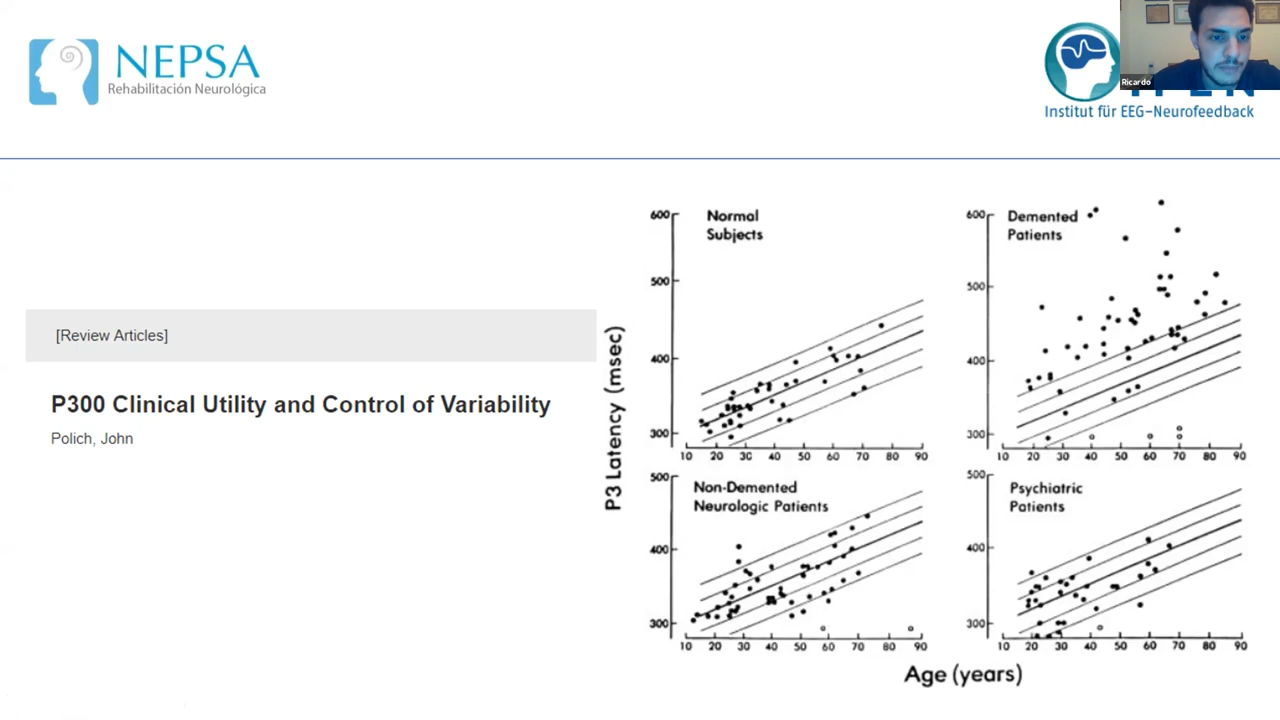 NEPSA
Rehabilitación Neurológica
Ricardo
Institut für EEG-Neurofeedback
[Review Articles]
P300 Clinical Utility and Control of Variability
Polich, John
P3 Latency (msec)
Normal
Subjects
600
500
400
300
10 20 30 40 50 60 70 80 90
Demented
Patients
600
500
400
300
10 20 30 40 50 60 70 80 90
Non-Demented
Neurologic Patients
500
400
300
10 20 30 40 50 60 70 80 90
Psychiatric
Patients
500
400
300
10 20 30 40 50 60 70 80 90
Age (years)